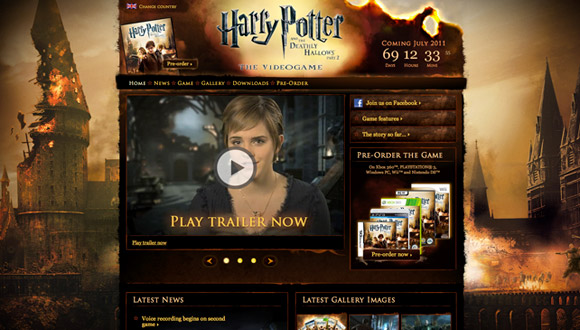 CHANGE COUNTRY
Harry Potter
AND THE
DEATHLY
HALLOWS
PART 2
THE VIDEOGAME
Pre-order ›
COMING JULY 2011
69 12 33
DAYS HOURS MINS
HOME NEWS GAME GALLERY DOWNLOADS PRE-ORDER
PLAY TRAILER NOW
Play trailer now
Join us on Facebook ›
Game features ›
The story so far... ›
PRE-ORDER THE GAME
On Xbox 360™, PLAYSTATION®3,
Windows PC, Wii™ and Nintendo DS™
Pre-order now ›
LATEST NEWS
Voice recording begins on second
game ›
LATEST GALLERY IMAGES